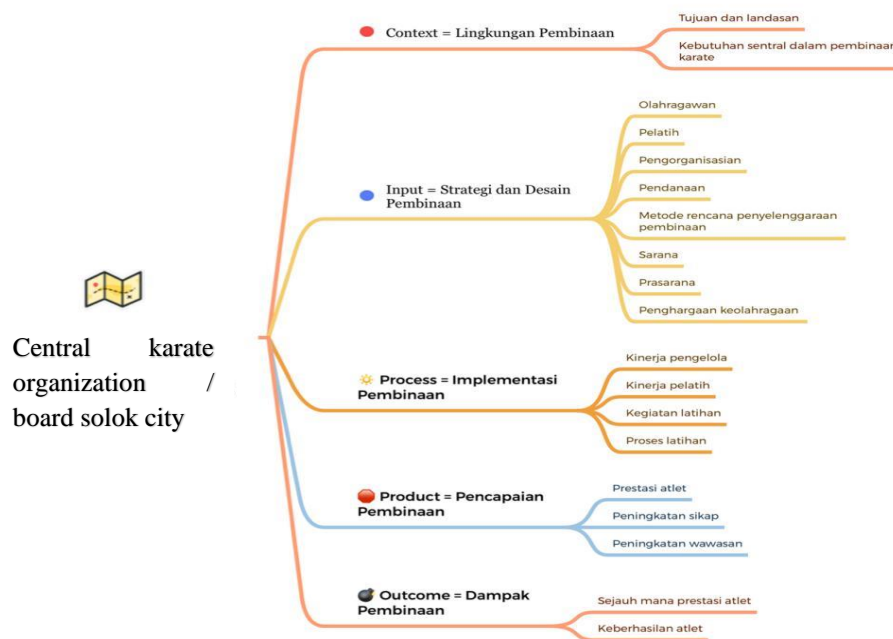 Central karate
organization /
board solok city
Context = Lingkungan Pembinaan
Tujuan dan landasan
Kebutuhan sentral dalam pembinaan
karate
Input = Strategi dan Desain
Pembinaan
Olahragawan
Pelatih
Pengorganisasian
Pendanaan
Metode rencana penyelenggaraan
pembinaan
Sarana
Prasarana
Penghargaan keolahragaan
Process = Implementasi
Pembinaan
Kinerja pengelola
Kinerja pelatih
Kegiatan latihan
Proses latihan
Product = Pencapaian
Pembinaan
Prestasi atlet
Peningkatan sikap
Peningkatan wawasan
Outcome = Dampak
Pembinaan
Sejauh mana prestasi atlet
Keberhasilan atlet